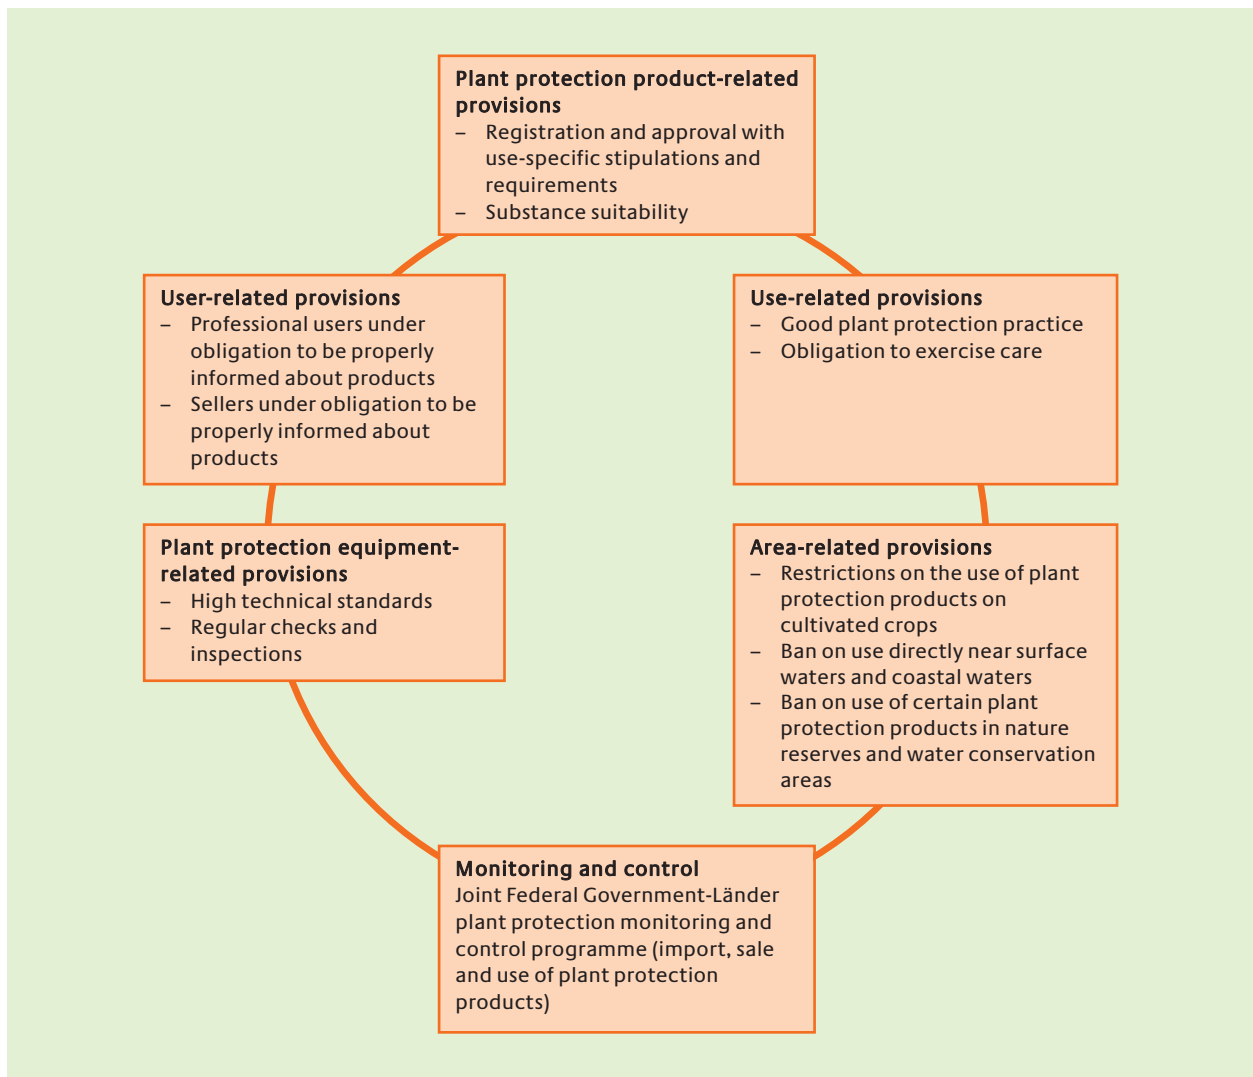 Plant protection product-related
provisions
– Registration and approval with
use-specific stipulations and
requirements
– Substance suitability
User-related provisions
– Professional users under
obligation to be properly
informed about products
– Sellers under obligation to be
properly informed about
products
Use-related provisions
– Good plant protection practice
– Obligation to exercise care
Plant protection equipment-
related provisions
– High technical standards
– Regular checks and
inspections
Area-related provisions
– Restrictions on the use of plant
protection products on
cultivated crops
– Ban on use directly near surface
waters and coastal waters
– Ban on use of certain plant
protection products in nature
reserves and water conservation
areas
Monitoring and control
Joint Federal Government-Länder
plant protection monitoring and
control programme (import, sale
and use of plant protection
products)